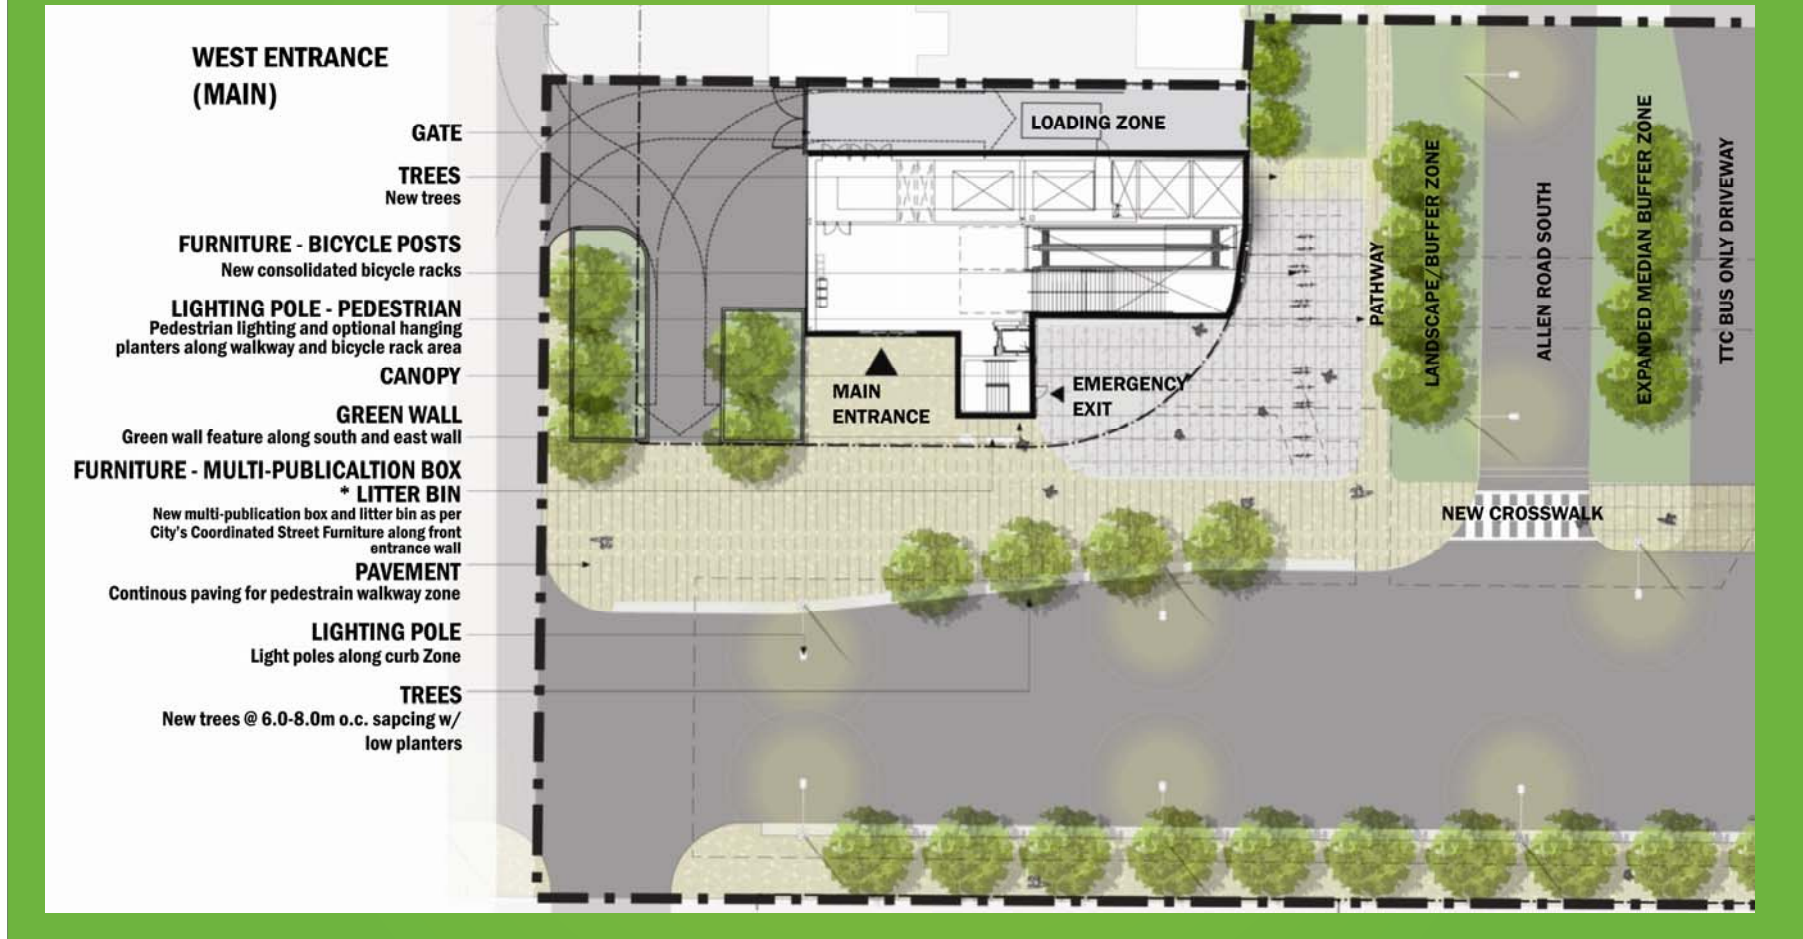 WEST ENTRANCE
(MAIN)
GATE
TREES
New trees
FURNITURE - BICYCLE POSTS
New consolidated bicycle racks
LIGHTING POLE - PEDESTRIAN
Pedestrian lighting and optional hanging
planters along walkway and bicycle rack area
CANOPY
GREEN WALL
Green wall feature along south and east wall
FURNITURE - MULTI-PUBLICALTION BOX
* LITTER BIN
New multi-publication box and litter bin as per
City's Coordinated Street Furniture along front
entrance wall
PAVEMENT
Continous paving for pedestrain walkway zone
LIGHTING POLE
Light poles along curb Zone
TREES
New trees @ 6.0-8.0m o.c. sapcing w/
low planters
LOADING ZONE
MAIN
ENTRANCE
EMERGENCY
EXIT
PATHWAY
LANDSCAPE/BUFFER ZONE
ALLEN ROAD SOUTH
EXPANDED MEDIAN BUFFER ZONE
TTC BUS ONLY DRIVEWAY
NEW CROSSWALK